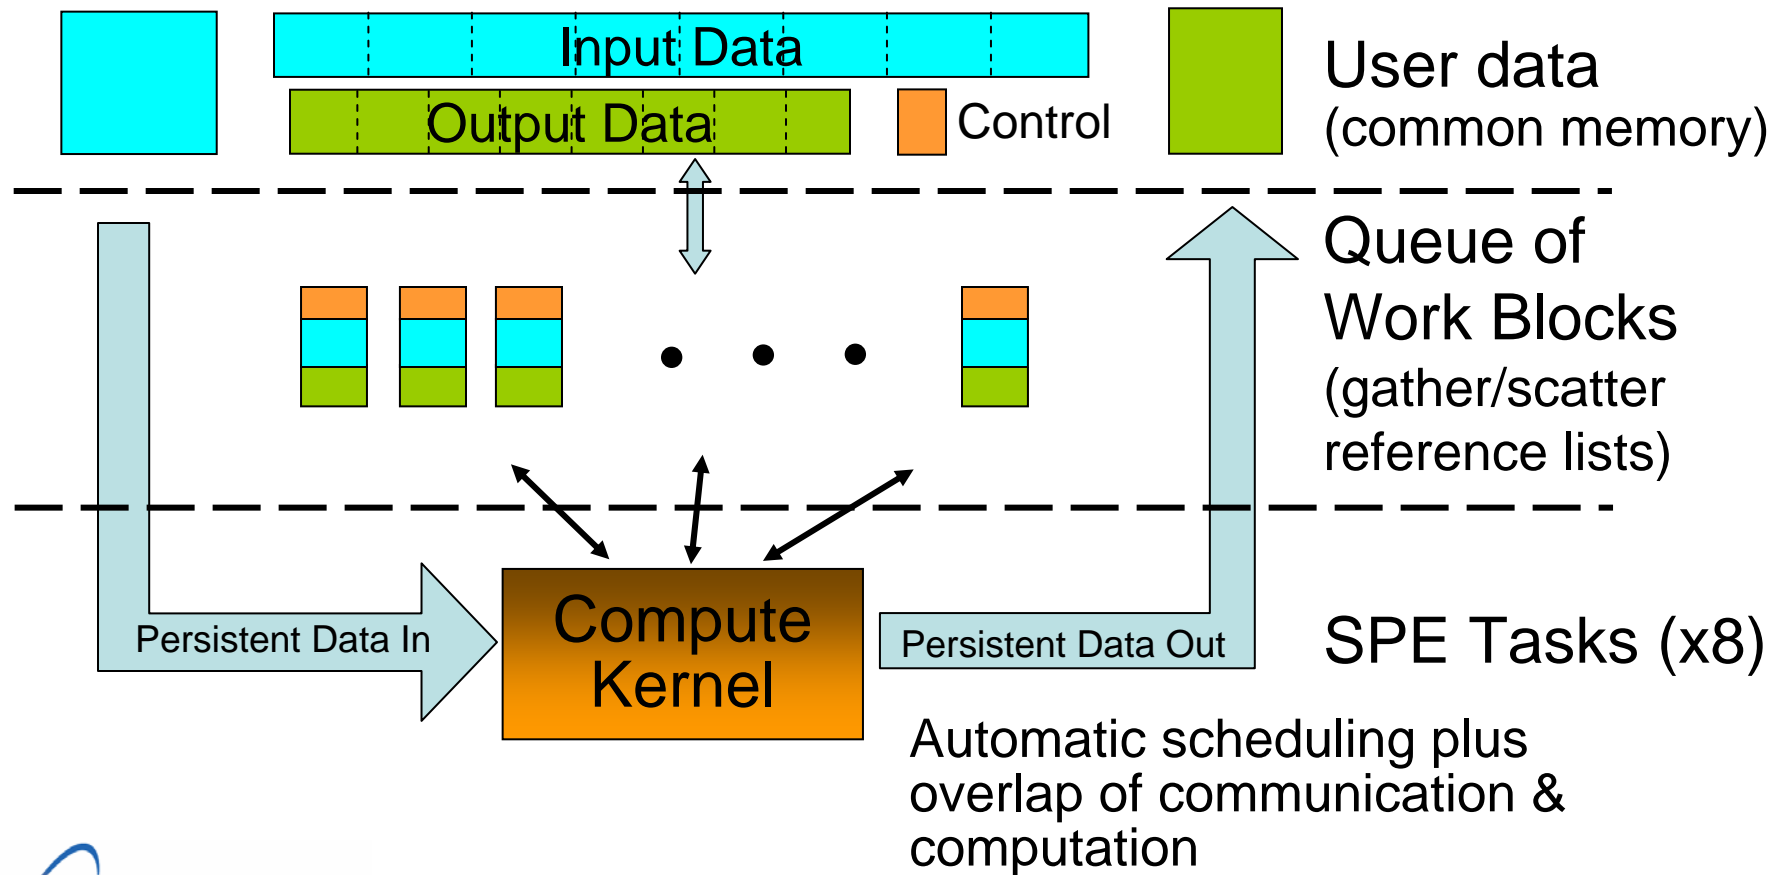 Input Data
Output Data
Control
User data
(common memory)
Queue of
Work Blocks
(gather/scatter
reference lists)
Persistent Data In
Compute
Kernel
Persistent Data Out
SPE Tasks (x8)
Automatic scheduling plus
overlap of communication &
computation